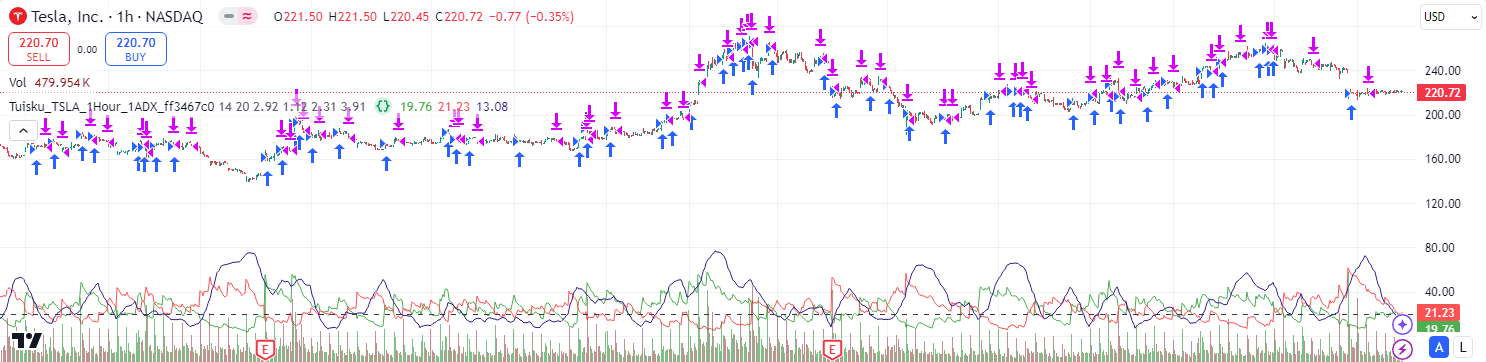 Tesla, Inc. · 1h · NASDAQ O221.50 H221.50 L220.45 C220.72 −0.77 (−0.35%)
USD
220.70
SELL
0.00
220.70
BUY
Vol 479.954 K
Tuisku_TSLA_1Hour_1ADX_ff3467c0 14 20 2.92 1.12 2.31 3.91 19.76 21.23 13.08
240.00
220.72
200.00
160.00
120.00
80.00
40.00
21.23
19.76
E
E
A
L